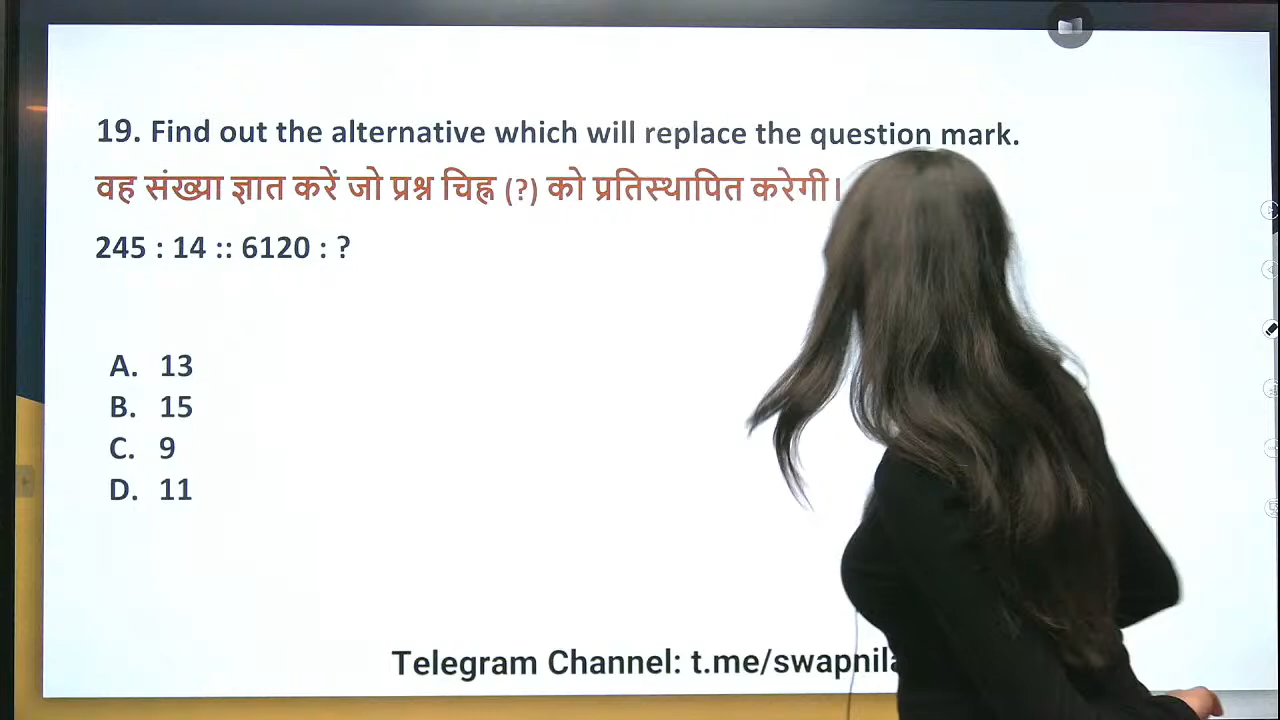 19. Find out the alternative which will replace the question mark.
वह संख्या ज्ञात करें जो प्रश्न चिह्न (?) को प्रतिस्थापित करेगी।
245 : 14 :: 6120 : ?
A. 13
B. 15
C. 9
D. 11
Telegram Channel: t.me/swapnila